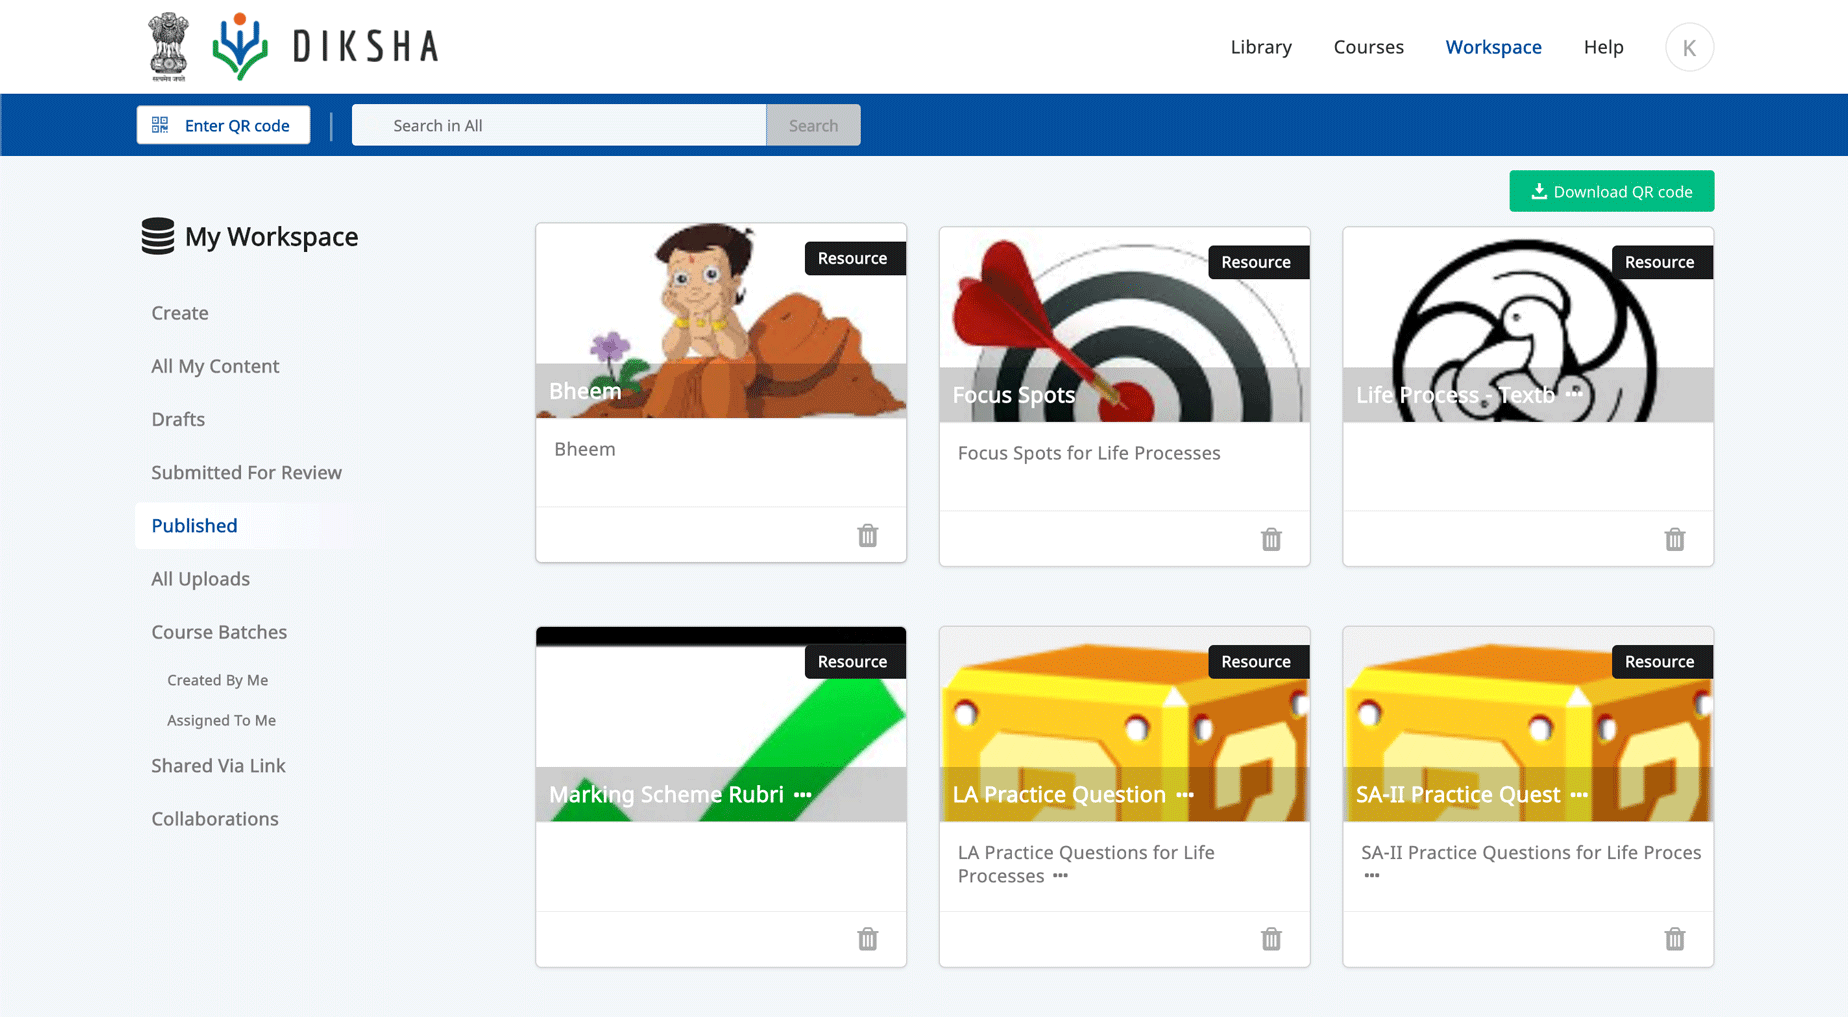 सत्यमेव जयते
DIKSHA
Library
Courses
Workspace
Help
K
Enter QR code
Search in All
Search
Download QR code
My Workspace
Create
All My Content
Drafts
Submitted For Review
Published
All Uploads
Course Batches
Created By Me
Assigned To Me
Shared Via Link
Collaborations
Resource
Bheem
Bheem
Resource
Focus Spots
Focus Spots for Life Processes
Resource
Life Process - Textb ...
Resource
Marking Scheme Rubri ...
Resource
LA Practice Question ...
LA Practice Questions for Life
Processes ...
Resource
SA-II Practice Quest ...
SA-II Practice Questions for Life Proces
...